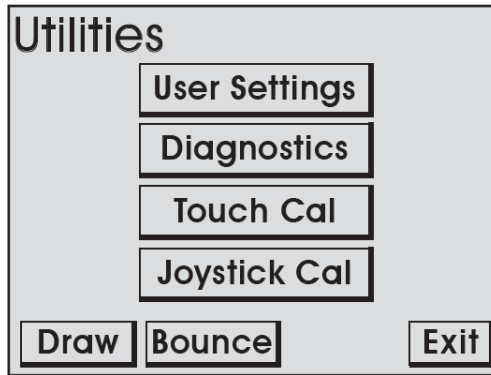 Utilities
User Settings
Diagnostics
Touch Cal
Joystick Cal
Draw Bounce Exit